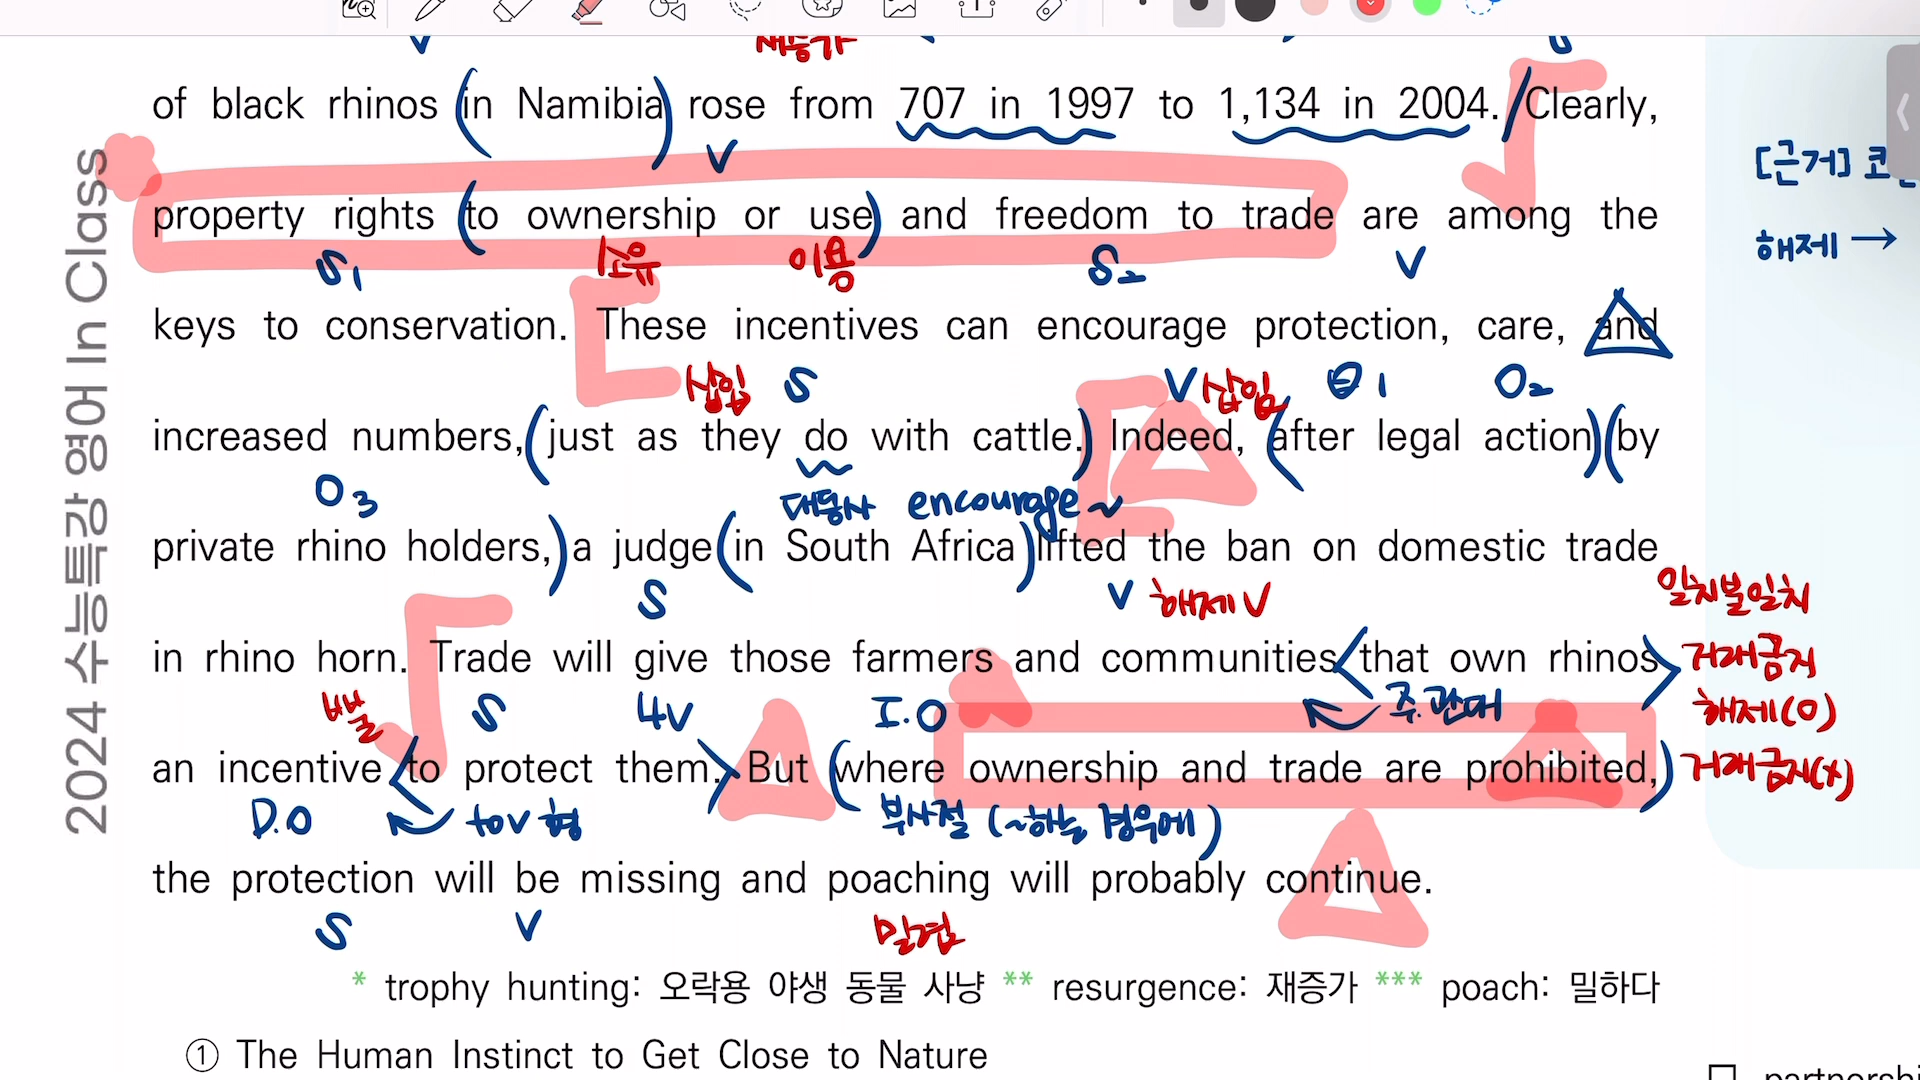 재증가
of black rhinos in Namibia rose from 707 in 1997 to 1,134 in 2004. Clearly,
V
property rights to ownership or use and freedom to trade are among the
S1 소유 이용 S2 V
keys to conservation. These incentives can encourage protection, care, and
삽입 S V 삽입 O1 O2
increased numbers, just as they do with cattle. Indeed, after legal action by
O3 대동사 encourage~
private rhino holders, a judge in South Africa lifted the ban on domestic trade
S V 해제V
in rhino horn. Trade will give those farmers and communities that own rhinos
S 4V I.O 주.관대
an incentive to protect them. But where ownership and trade are prohibited,
D.O toV 형 부사절 (~하는 경우에)
the protection will be missing and poaching will probably continue.
S V 밀렵
* trophy hunting: 오락용 야생 동물 사냥 ** resurgence: 재증가 *** poach: 밀하다
① The Human Instinct to Get Close to Nature
2024 수능특강 영어 In Class
[근거]
해제 →
일치불일치
거래금지
해제(O)
거래금지(X)